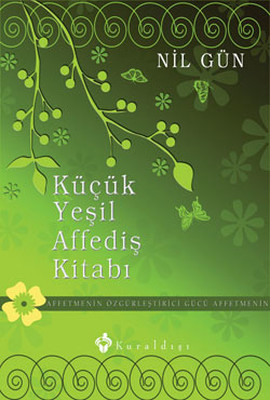 NİL GÜN
Küçük
Yeşil
Affediş
Kitabı
AFFETMENİN ÖZGÜRLEŞTİRİCİ GÜCÜ AFFETMENİN
Kuraldışı